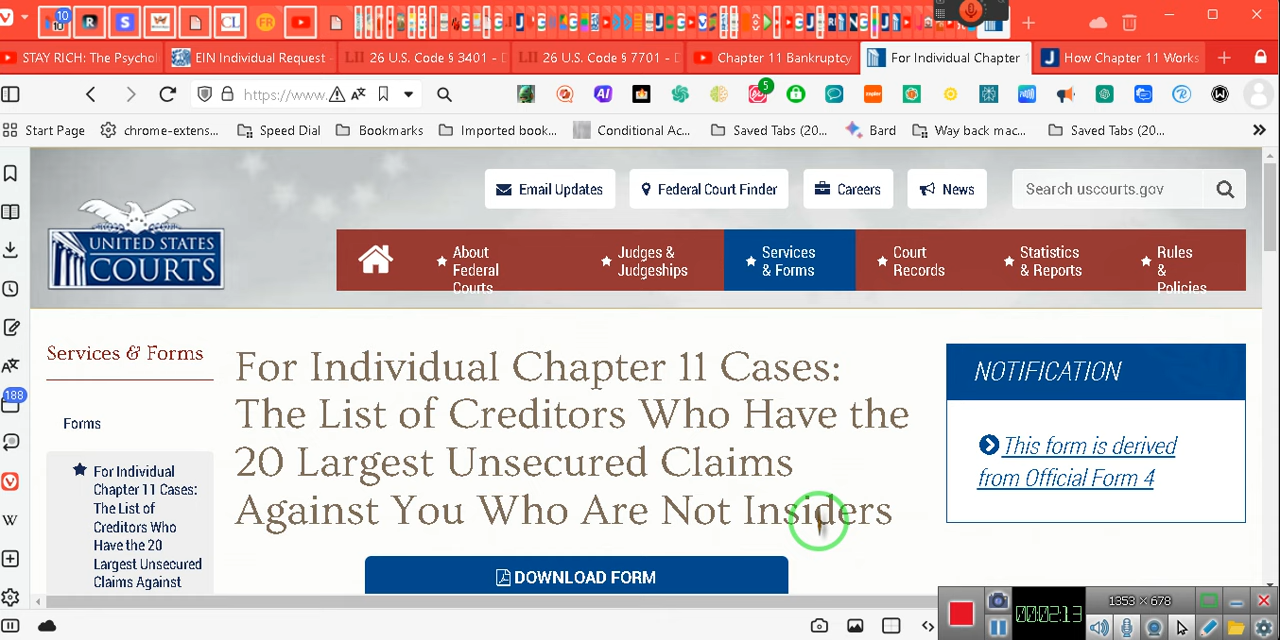 10
STAY RICH: The Psychol
EIN Individual Request -
26 U.S. Code § 3401 - D
26 U.S. Code § 7701 - D
Chapter 11 Bankruptcy
For Individual Chapter 1
How Chapter 11 Works
https://www.
5
Start Page
chrome-extens...
Speed Dial
Bookmarks
Imported book...
Conditional Ac...
Saved Tabs (20...
Bard
Way back mac...
Saved Tabs (20...
Email Updates
Federal Court Finder
Careers
News
Search uscourts.gov
UNITED STATES
COURTS
About
Federal
Courts
Judges &
Judgeships
Services
& Forms
Court
Records
Statistics
& Reports
Rules
&
Policies
Services & Forms
Forms
For Individual
Chapter 11 Cases:
The List of
Creditors Who
Have the 20
Largest Unsecured
Claims Against
188
For Individual Chapter 11 Cases:
The List of Creditors Who Have the
20 Largest Unsecured Claims
Against You Who Are Not Insiders
DOWNLOAD FORM
NOTIFICATION
This form is derived
from Official Form 4
00:02:13
1353 × 678